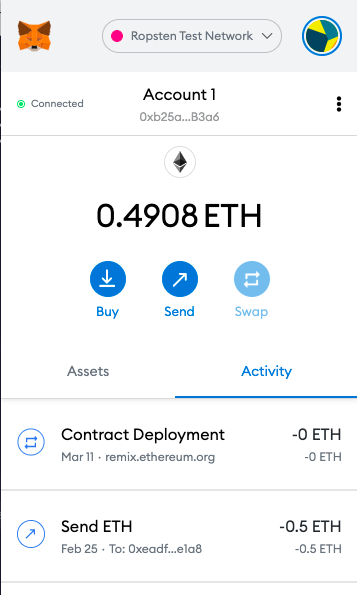 Ropsten Test Network
Connected
Account 1
0xb25a...B3a6
0.4908 ETH
Buy
Send
Swap
Assets
Activity
Contract Deployment
-0 ETH
Mar 11 · remix.ethereum.org
-0 ETH
Send ETH
-0.5 ETH
Feb 25 · To: 0xeadf...e1a8
-0.5 ETH